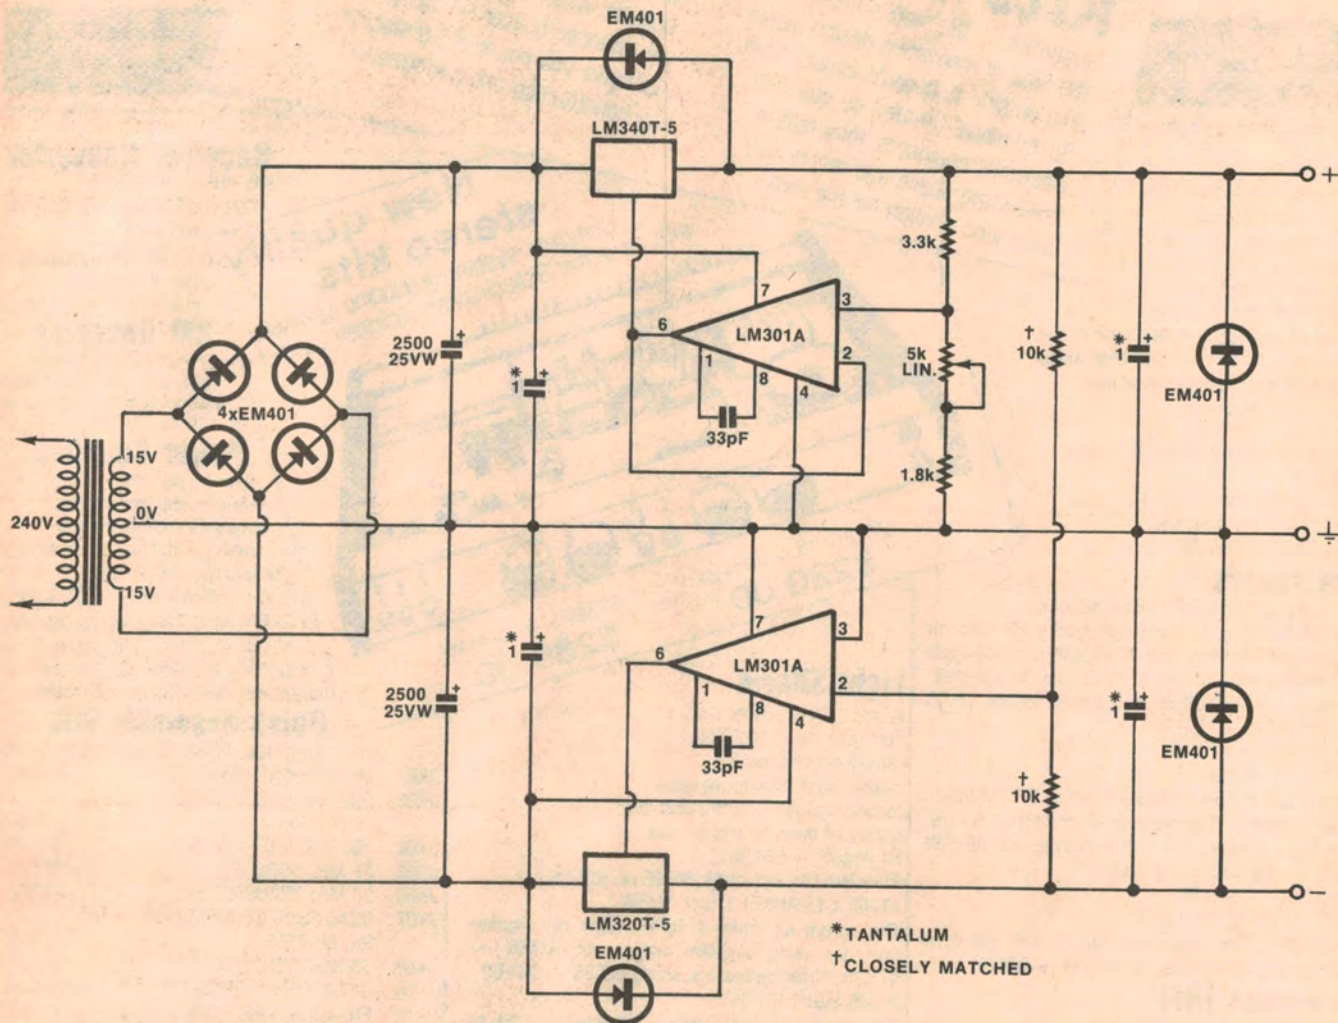 EM401
LM340T-5
+
3.3k
7
3
6
LM301A
2
1
8
4
33pF
5k
LIN.
1.8k
†
10k
*
1
+
EM401
2500
25VW
+
*
1
+
4xEM401
15V
240V
0V
15V
7
3
6
LM301A
2
1
8
4
33pF
*
1
+
2500
25VW
+
†
10k
*
1
+
EM401
LM320T-5
−
EM401
*TANTALUM
†CLOSELY MATCHED